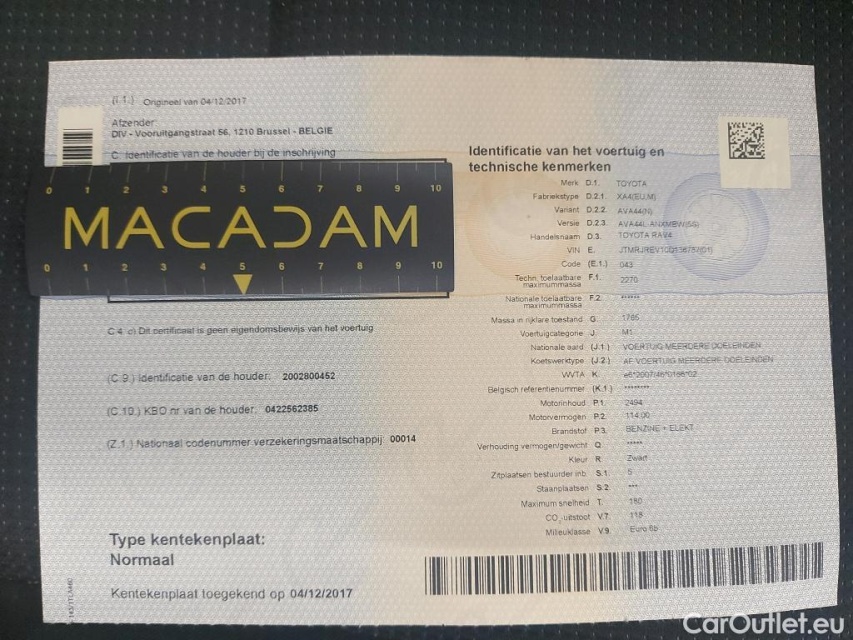 (I.1.) Origineel van 04/12/2017
Afzender:
DIV - Vooruitgangstraat 56, 1210 Brussel - BELGIE
C. Identificatie van de houder bij de inschrijving
0 1 2 3 4 5 6 7 8 9 10
MACADAM
0 1 2 3 4 5 6 7 8 9 10
C.4.c) Dit certificaat is geen eigendomsbewijs van het voertuig
(C.9.) Identificatie van de houder: 2002800452
(C.10.) KBO nr van de houder: 0422562385
(Z.1.) Nationaal codenummer verzekeringsmaatschappij: 00014
Type kentekenplaat:
Normaal
Kentekenplaat toegekend op 04/12/2017
Identificatie van het voertuig en
technische kenmerken
Merk D.1. TOYOTA
Fabriekstype D.2.1. XA4(EU,M)
Variant D.2.2. AVA44(N)
Versie D.2.3.
Handelsnaam D.3. TOYOTA RAV4
VIN E.
Code (E.1.) 043
Techn. toelaatbare maximummassa F.1. 2270
Nationale toelaatbare maximummassa F.2. ******
Massa in rijklare toestand G. 1765
Voertuigcategorie J. M1
Nationale aard (J.1.) VOERTUIG MEERDERE DOELEINDEN
Koetswerktype (J.2.) AF VOERTUIG MEERDERE DOELEINDEN
WVTA K. e6*2007/46*0166*02
Belgisch referentienummer (K.1.) ********
Motorinhoud P.1. 2494
Motorvermogen P.2. 114.00
Brandstof P.3. BENZINE + ELEKT
Verhouding vermogen/gewicht Q. *****
Kleur R. Zwart
Zitplaatsen bestuurder inb. S.1. 5
Staanplaatsen S.2. ***
Maximum snelheid T. 180
CO₂-uitstoot V.7. 118
Milieuklasse V.9. Euro 6b
CarOutlet.eu